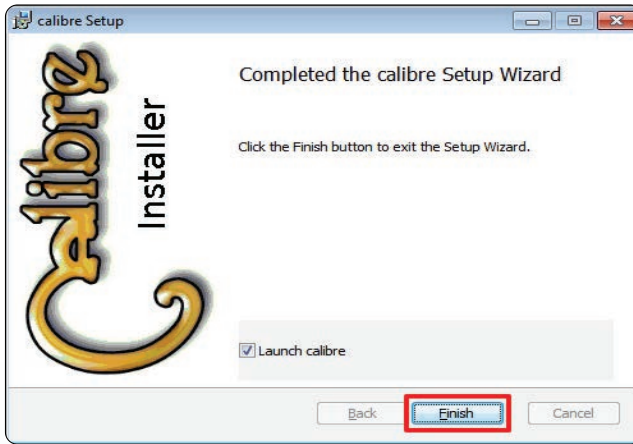 calibre Setup
Calibre
Installer
Completed the calibre Setup Wizard
Click the Finish button to exit the Setup Wizard.
Launch calibre
Back
Finish
Cancel